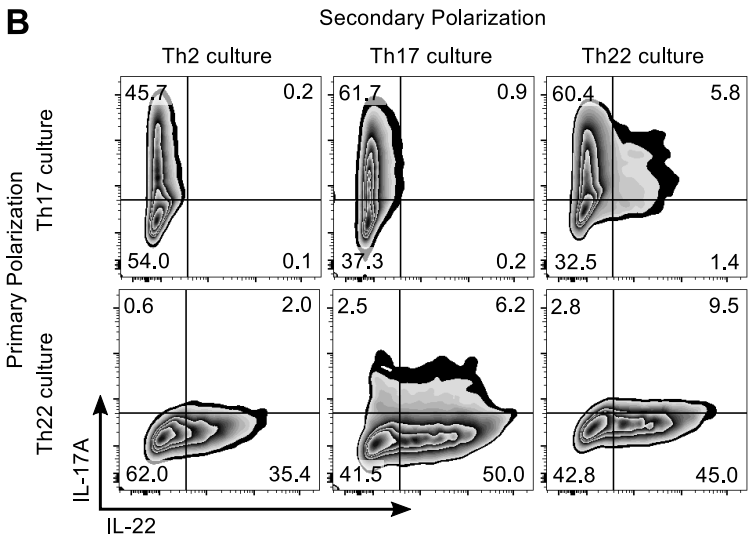 B
Secondary Polarization
Th2 culture Th17 culture Th22 culture
Primary Polarization
Th17 culture
45.7 0.2 61.7 0.9 60.4 5.8
54.0 0.1 37.3 0.2 32.5 1.4
Th22 culture
0.6 2.0 2.5 6.2 2.8 9.5
62.0 35.4 41.5 50.0 42.8 45.0
IL-17A
IL-22